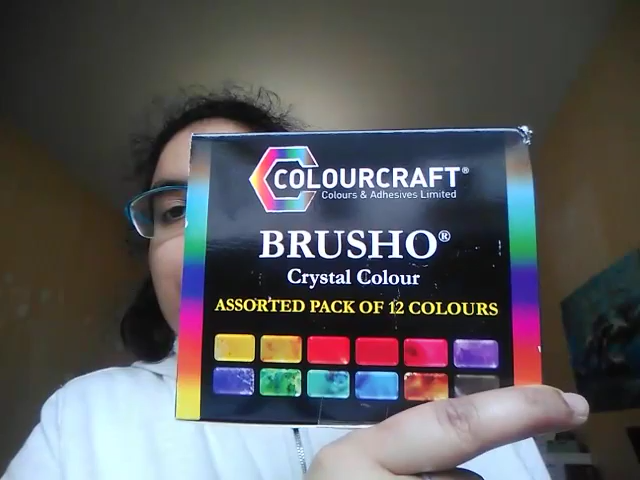 COLOURCRAFT®
Colours & Adhesives Limited
BRUSHO®
Crystal Colour
ASSORTED PACK OF 12 COLOURS